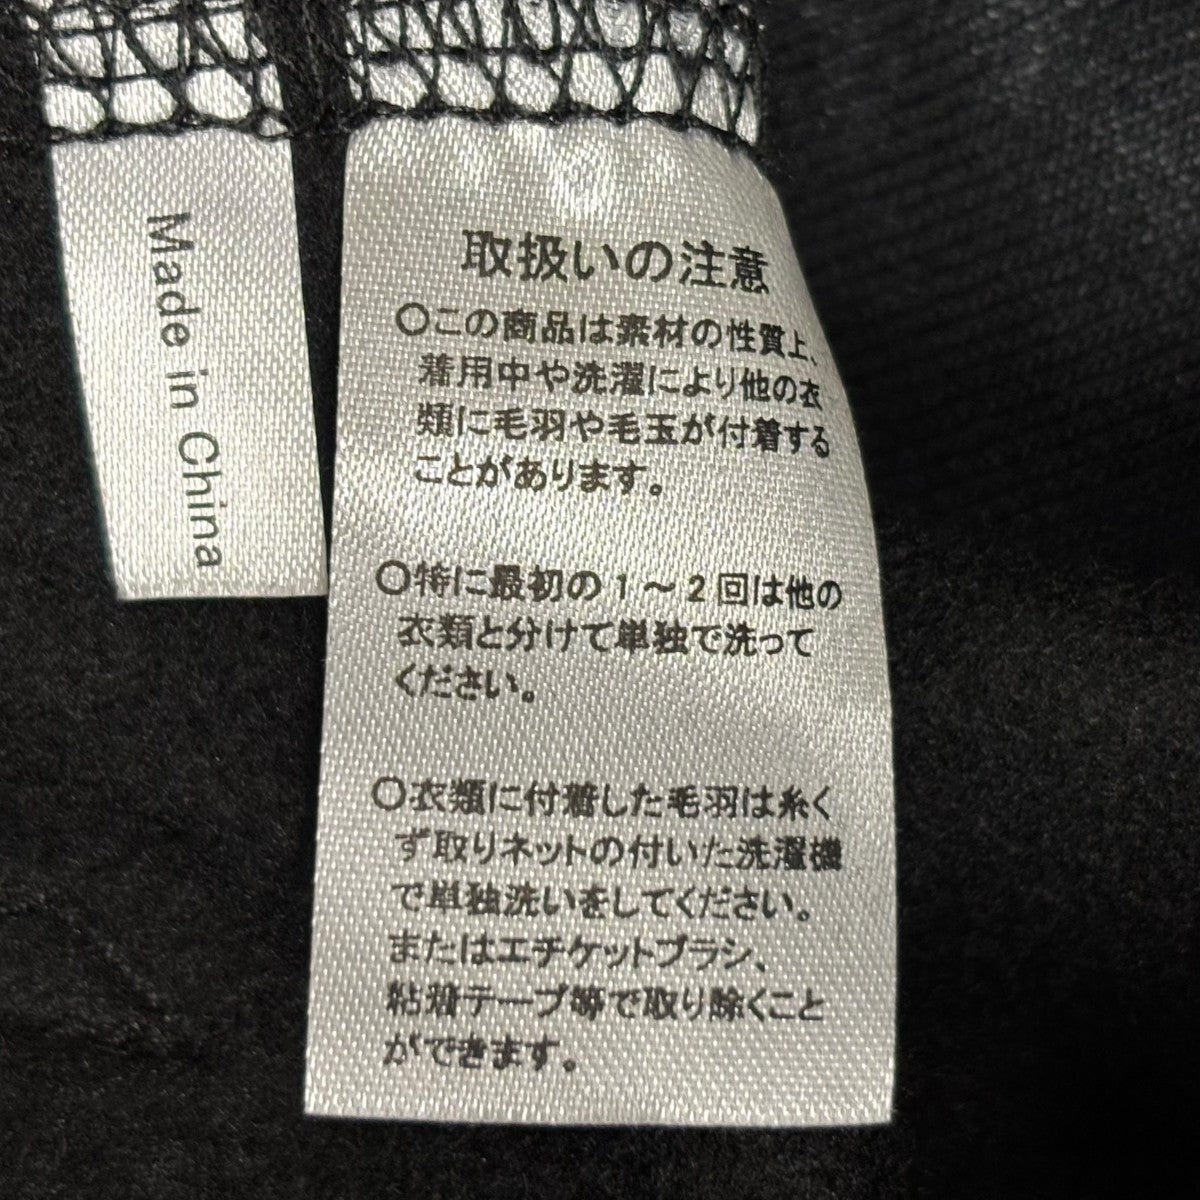 Made in China
取扱いの注意
○この商品は素材の性質上、
着用中や洗濯により他の衣
類に毛羽や毛玉が付着する
ことがあります。
○特に最初の1～2回は他の
衣類と分けて単独で洗って
ください。
○衣類に付着した毛羽は糸く
ず取りネットの付いた洗濯機
で単独洗いをしてください。
またはエチケットブラシ、
粘着テープ等で取り除くこと
ができます。